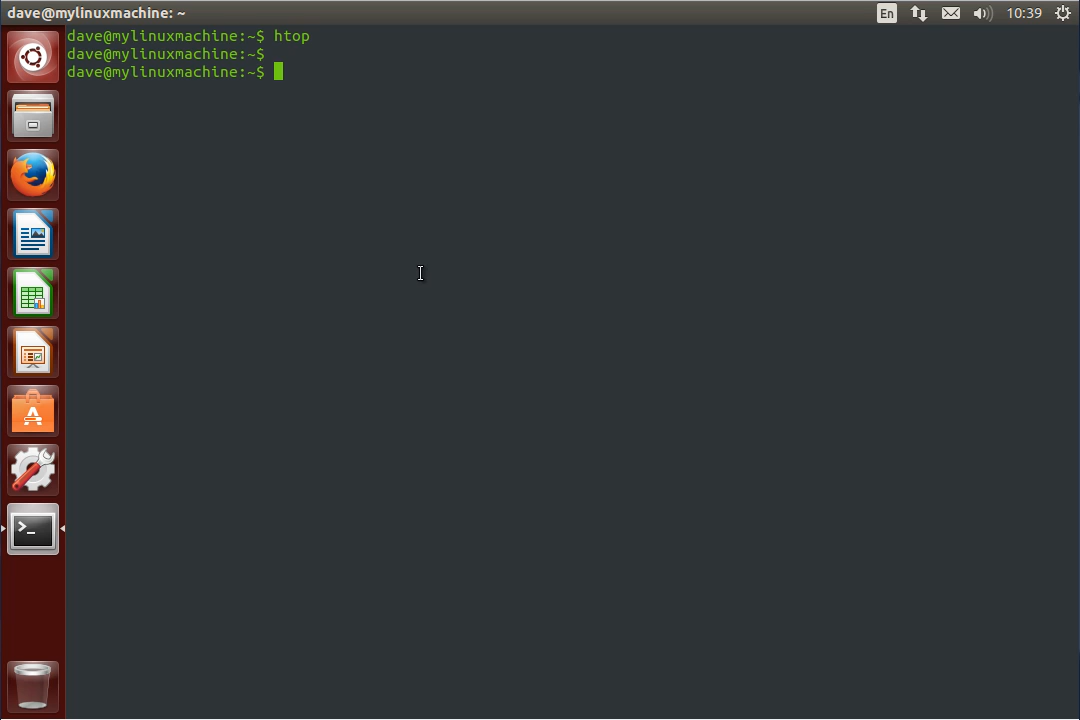 dave@mylinuxmachine: ~
En
10:39
dave@mylinuxmachine:~$ htop
dave@mylinuxmachine:~$
dave@mylinuxmachine:~$